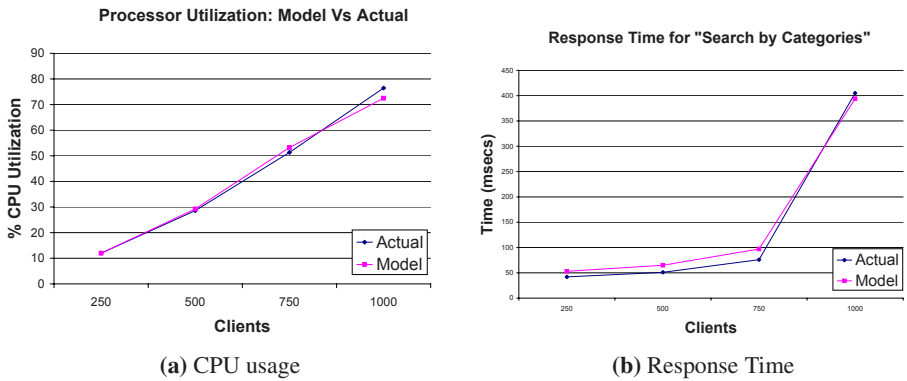 Processor Utilization: Model Vs Actual
90
80
70
60
50
40
30
20
10
0
% CPU Utilization
250 500 750 1000
Clients
Actual
Model
(a) CPU usage
Response Time for "Search by Categories"
450
400
350
300
250
200
150
100
50
0
Time (msecs)
250 500 750 1000
Clients
Actual
Model
(b) Response Time